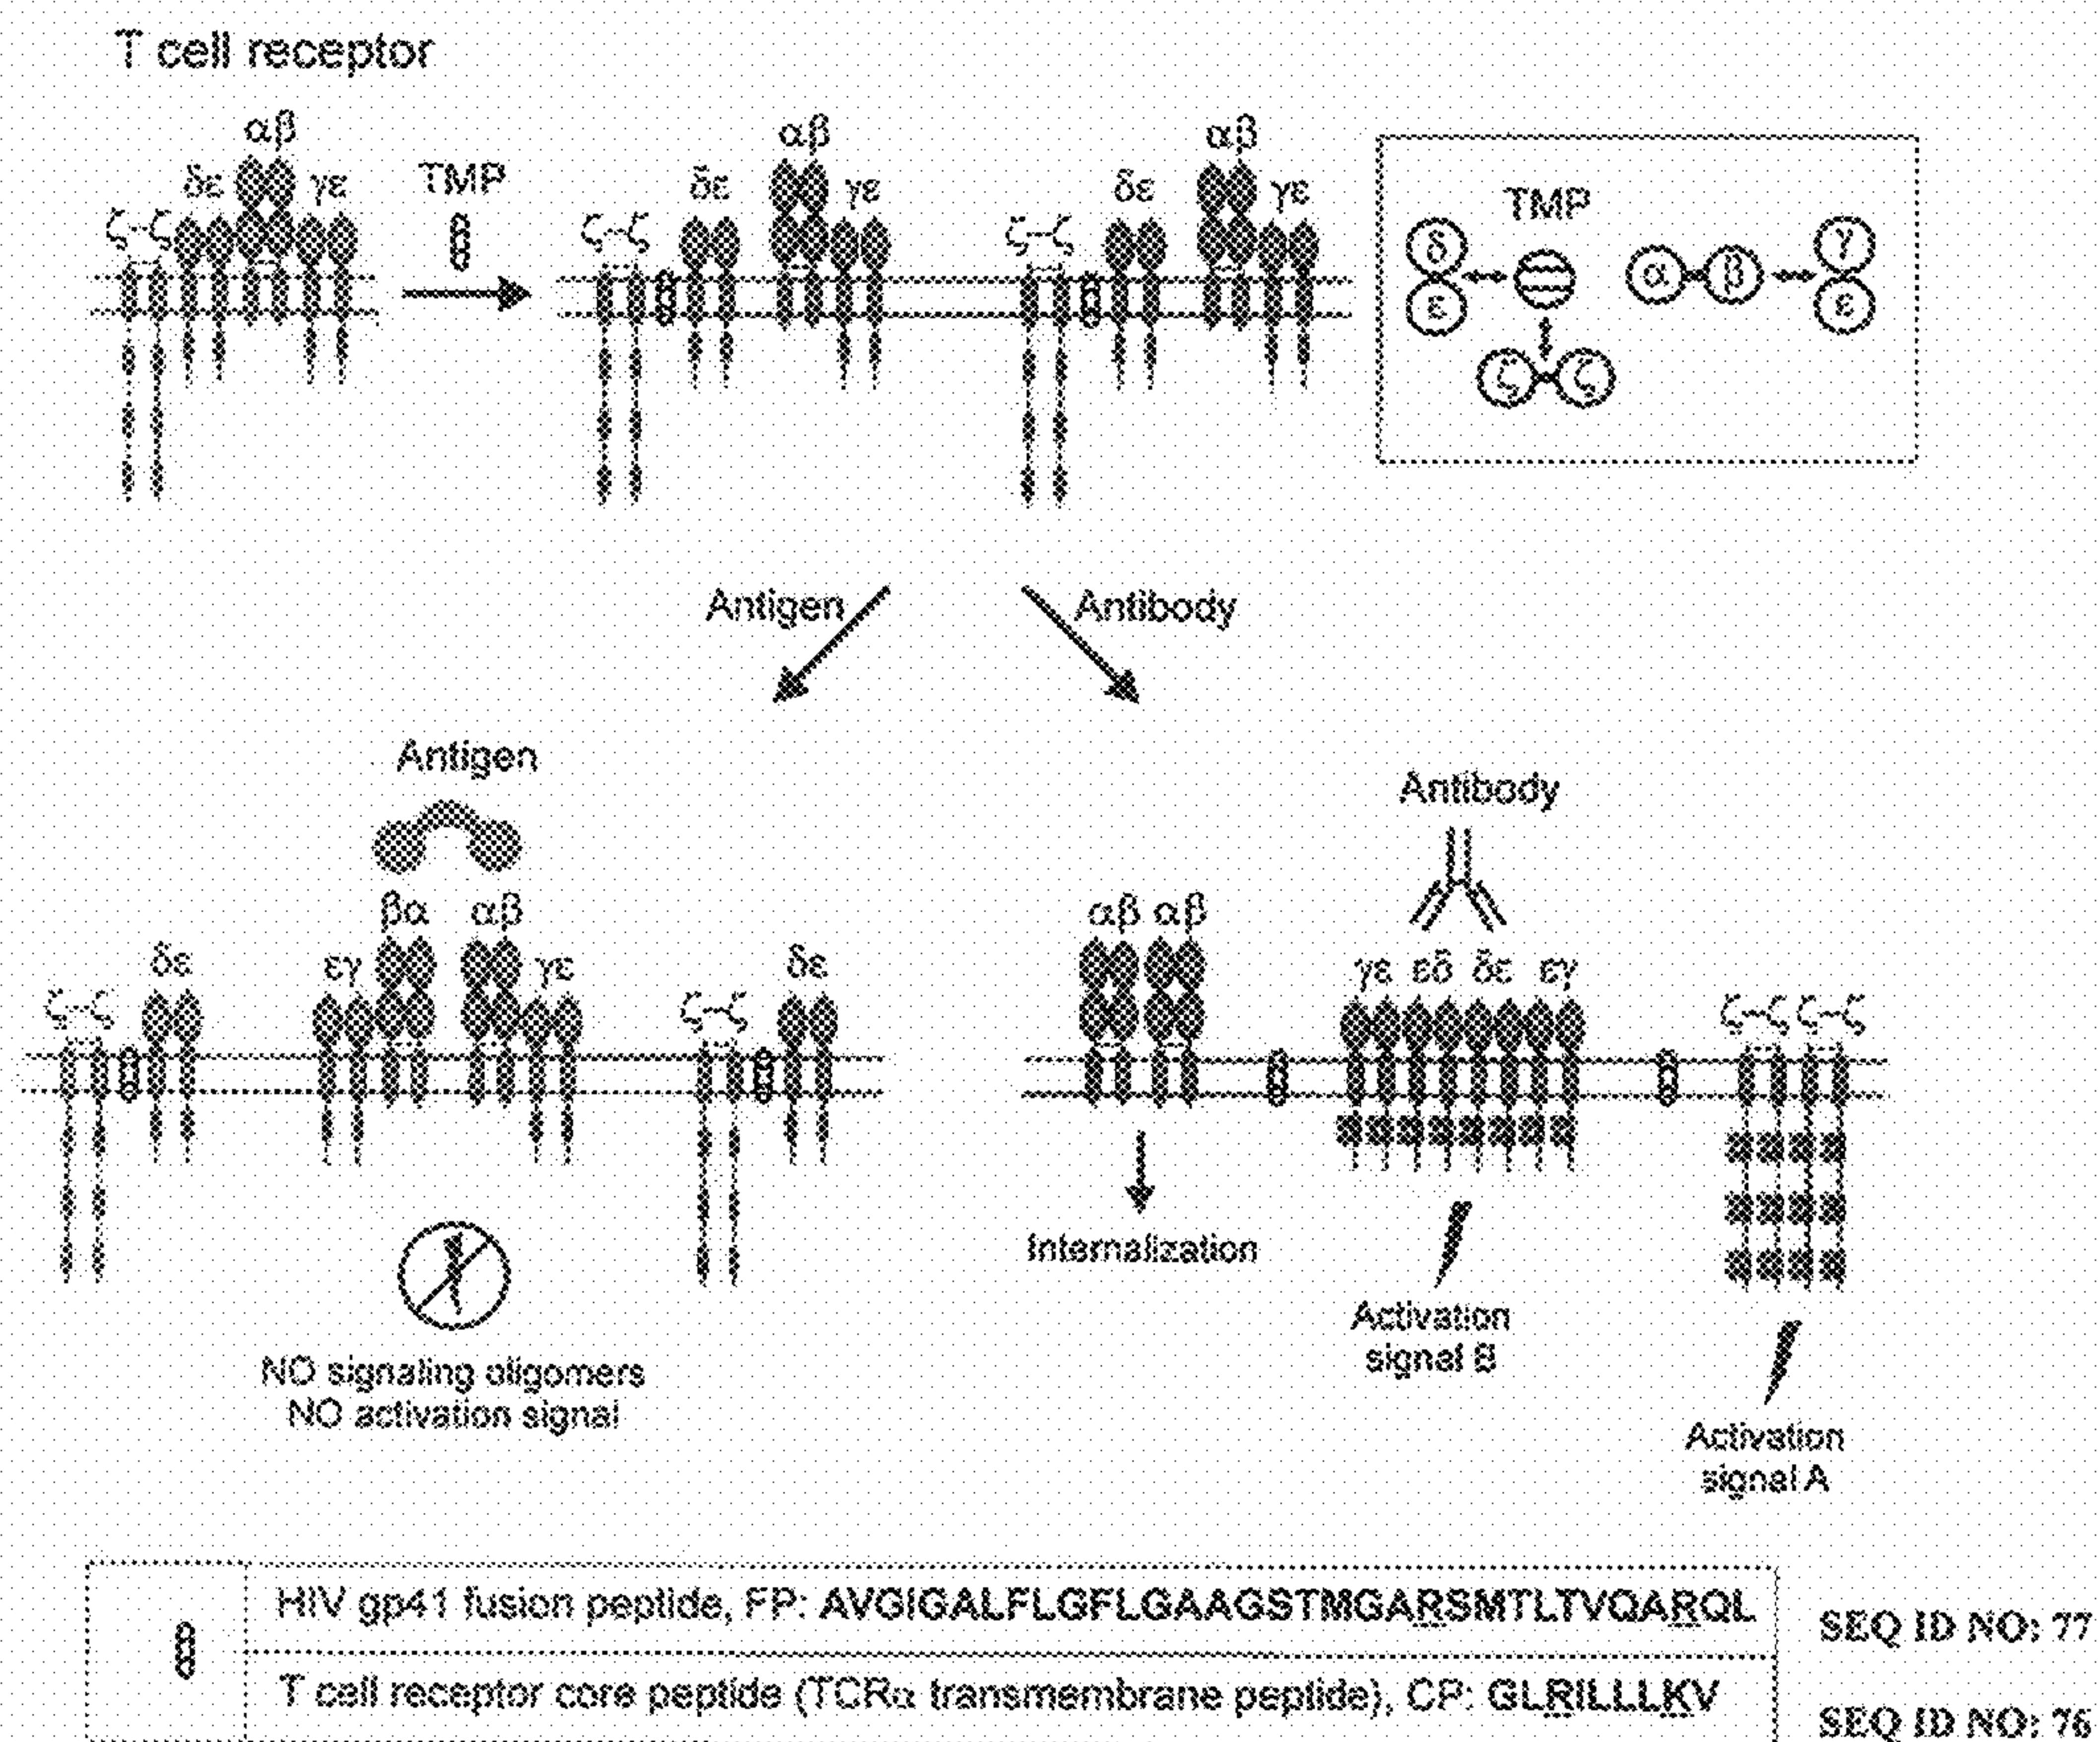 T cell receptor
αβ
δε
γε
ζ--ζ
TMP
αβ
δε
γε
ζ--ζ
αβ
δε
γε
ζ--ζ
TMP
δ
ε
α
β
γ
ε
ζ
ζ
Antigen
Antibody
Antigen
βα
αβ
δε
εγ
γε
δε
ζ--ζ
ζ--ζ
NO signaling oligomers
NO activation signal
Antibody
αβ αβ
γε εδ δε εγ
ζ--ζ ζ--ζ
Internalization
Activation
signal B
Activation
signal A
HIV gp41 fusion peptide, FP: AVGIGALFLGFLGAAGSTMGARSMTLTVQARQL
SEQ ID NO: 77
T cell receptor core peptide (TCRα transmembrane peptide), CP: GLRILLLKV
SEQ ID NO: 76